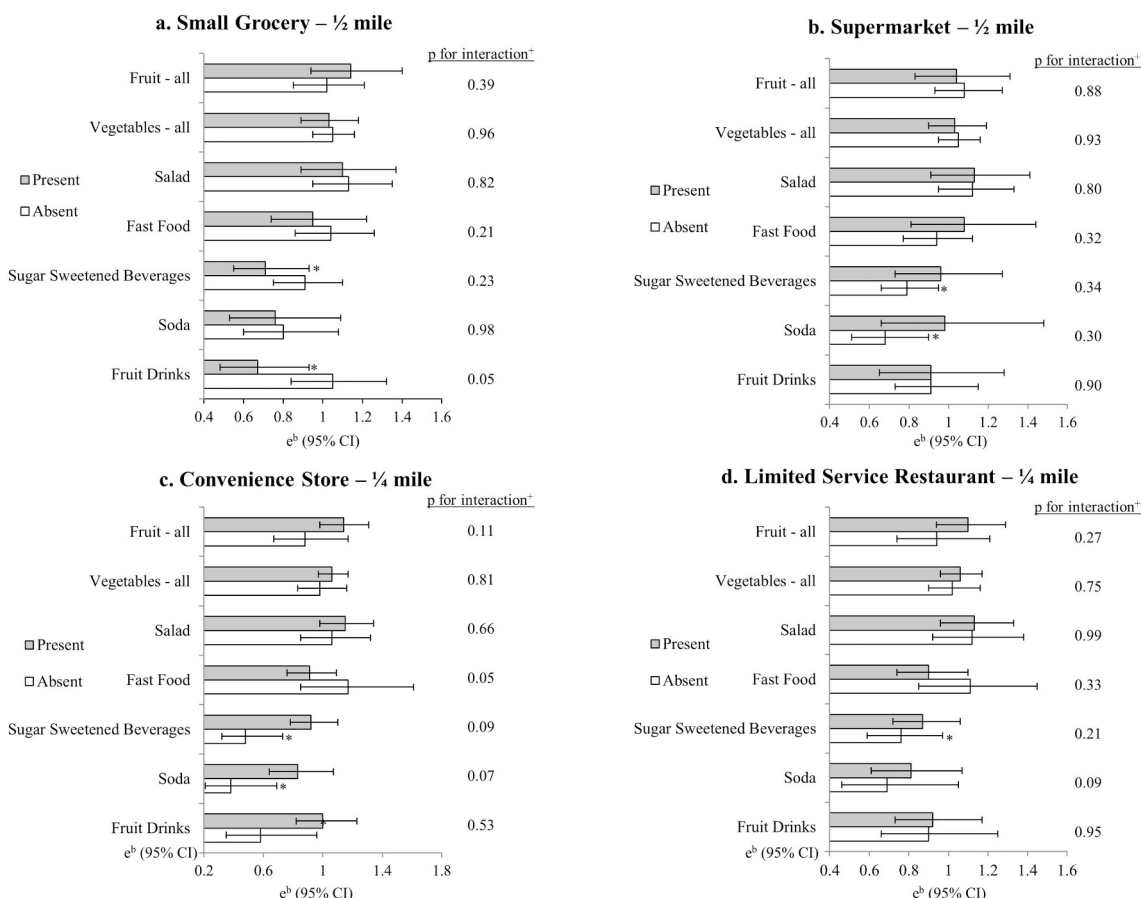 a. Small Grocery – ½ mile
p for interaction⁺
Fruit - all
0.39
Vegetables - all
0.96
Present
Salad
0.82
Absent
Fast Food
0.21
Sugar Sweetened Beverages
*
0.23
Soda
0.98
Fruit Drinks
*
0.05
0.4 0.6 0.8 1 1.2 1.4 1.6
eᵇ (95% CI)
b. Supermarket – ½ mile
p for interaction⁺
Fruit - all
0.88
Vegetables - all
0.93
Present
Salad
0.80
Absent
Fast Food
0.32
Sugar Sweetened Beverages
*
0.34
Soda
*
0.30
Fruit Drinks
0.90
0.4 0.6 0.8 1 1.2 1.4 1.6
eᵇ (95% CI)
c. Convenience Store – ¼ mile
p for interaction⁺
Fruit - all
0.11
Vegetables - all
0.81
Present
Salad
0.66
Absent
Fast Food
0.05
Sugar Sweetened Beverages
*
0.09
Soda
*
0.07
Fruit Drinks
*
0.53
eᵇ (95% CI)
0.2 0.6 1 1.4 1.8
eᵇ (95% CI)
d. Limited Service Restaurant – ¼ mile
p for interaction⁺
Fruit - all
0.27
Vegetables - all
0.75
Present
Salad
0.99
Absent
Fast Food
0.33
Sugar Sweetened Beverages
*
0.21
Soda
0.09
Fruit Drinks
0.95
eᵇ (95% CI)
0.4 0.6 0.8 1 1.2 1.4 1.6
eᵇ (95% CI)